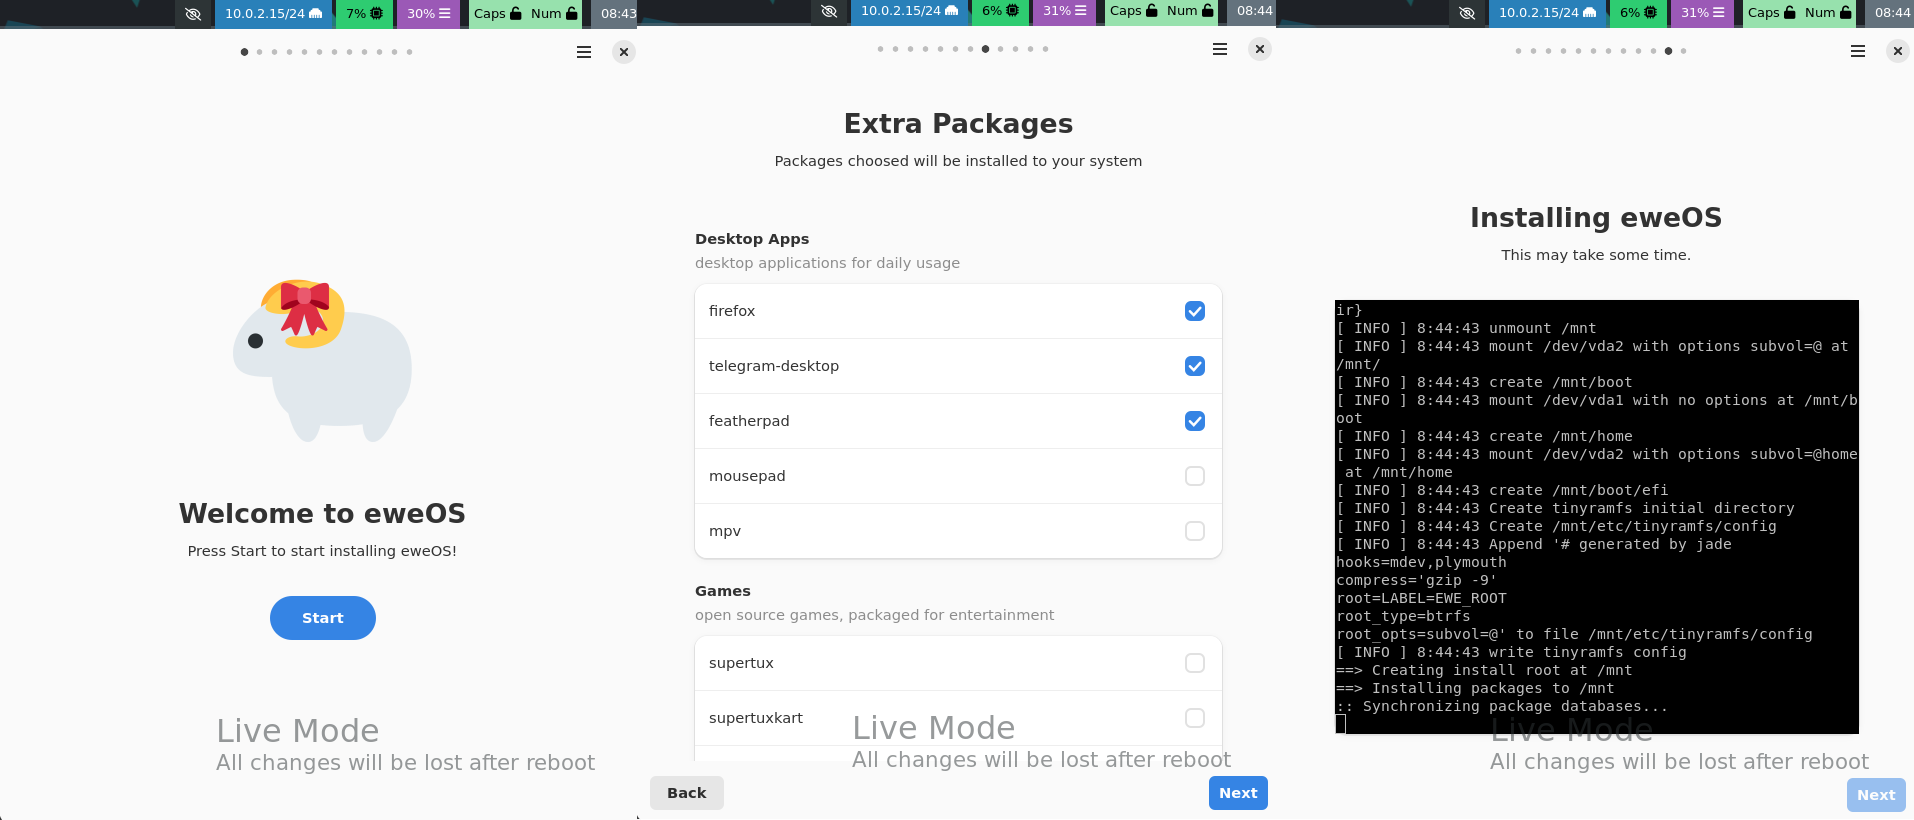 10.0.2.15/24
7%
30%
Caps Num
08:43
Welcome to eweOS
Press Start to start installing eweOS!
Start
Live Mode
All changes will be lost after reboot
10.0.2.15/24
6%
31%
Caps Num
08:44
Extra Packages
Packages choosed will be installed to your system
Desktop Apps
desktop applications for daily usage
firefox
telegram-desktop
featherpad
mousepad
mpv
Games
open source games, packaged for entertainment
supertux
supertuxkart
Live Mode
All changes will be lost after reboot
Back
Next
10.0.2.15/24
6%
31%
Caps Num
08:44
Installing eweOS
This may take some time.
ir}
[ INFO ] 8:44:43 unmount /mnt
[ INFO ] 8:44:43 mount /dev/vda2 with options subvol=@ at
/mnt/
[ INFO ] 8:44:43 create /mnt/boot
[ INFO ] 8:44:43 mount /dev/vda1 with no options at /mnt/b
oot
[ INFO ] 8:44:43 create /mnt/home
[ INFO ] 8:44:43 mount /dev/vda2 with options subvol=@home
at /mnt/home
[ INFO ] 8:44:43 create /mnt/boot/efi
[ INFO ] 8:44:43 Create tinyramfs initial directory
[ INFO ] 8:44:43 Create /mnt/etc/tinyramfs/config
[ INFO ] 8:44:43 Append '# generated by jade
hooks=mdev,plymouth
compress='gzip -9'
root=LABEL=EWE_ROOT
root_type=btrfs
root_opts=subvol=@' to file /mnt/etc/tinyramfs/config
[ INFO ] 8:44:43 write tinyramfs config
==> Creating install root at /mnt
==> Installing packages to /mnt
:: Synchronizing package databases...
Live Mode
All changes will be lost after reboot
Next